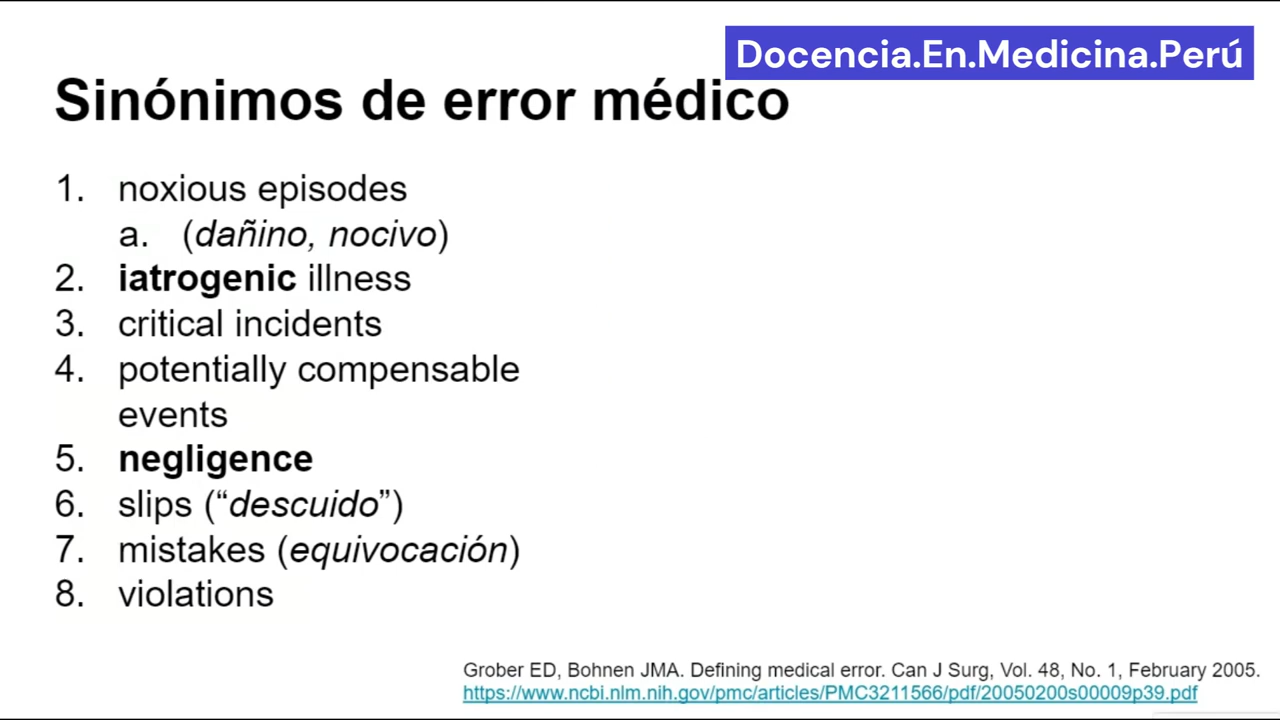 Docencia.En.Medicina.Perú
Sinónimos de error médico
1. noxious episodes
a. (dañino, nocivo)
2. iatrogenic illness
3. critical incidents
4. potentially compensable
events
5. negligence
6. slips (“descuido”)
7. mistakes (equivocación)
8. violations
Grober ED, Bohnen JMA. Defining medical error. Can J Surg, Vol. 48, No. 1, February 2005.
https://www.ncbi.nlm.nih.gov/pmc/articles/PMC3211566/pdf/20050200s00009p39.pdf